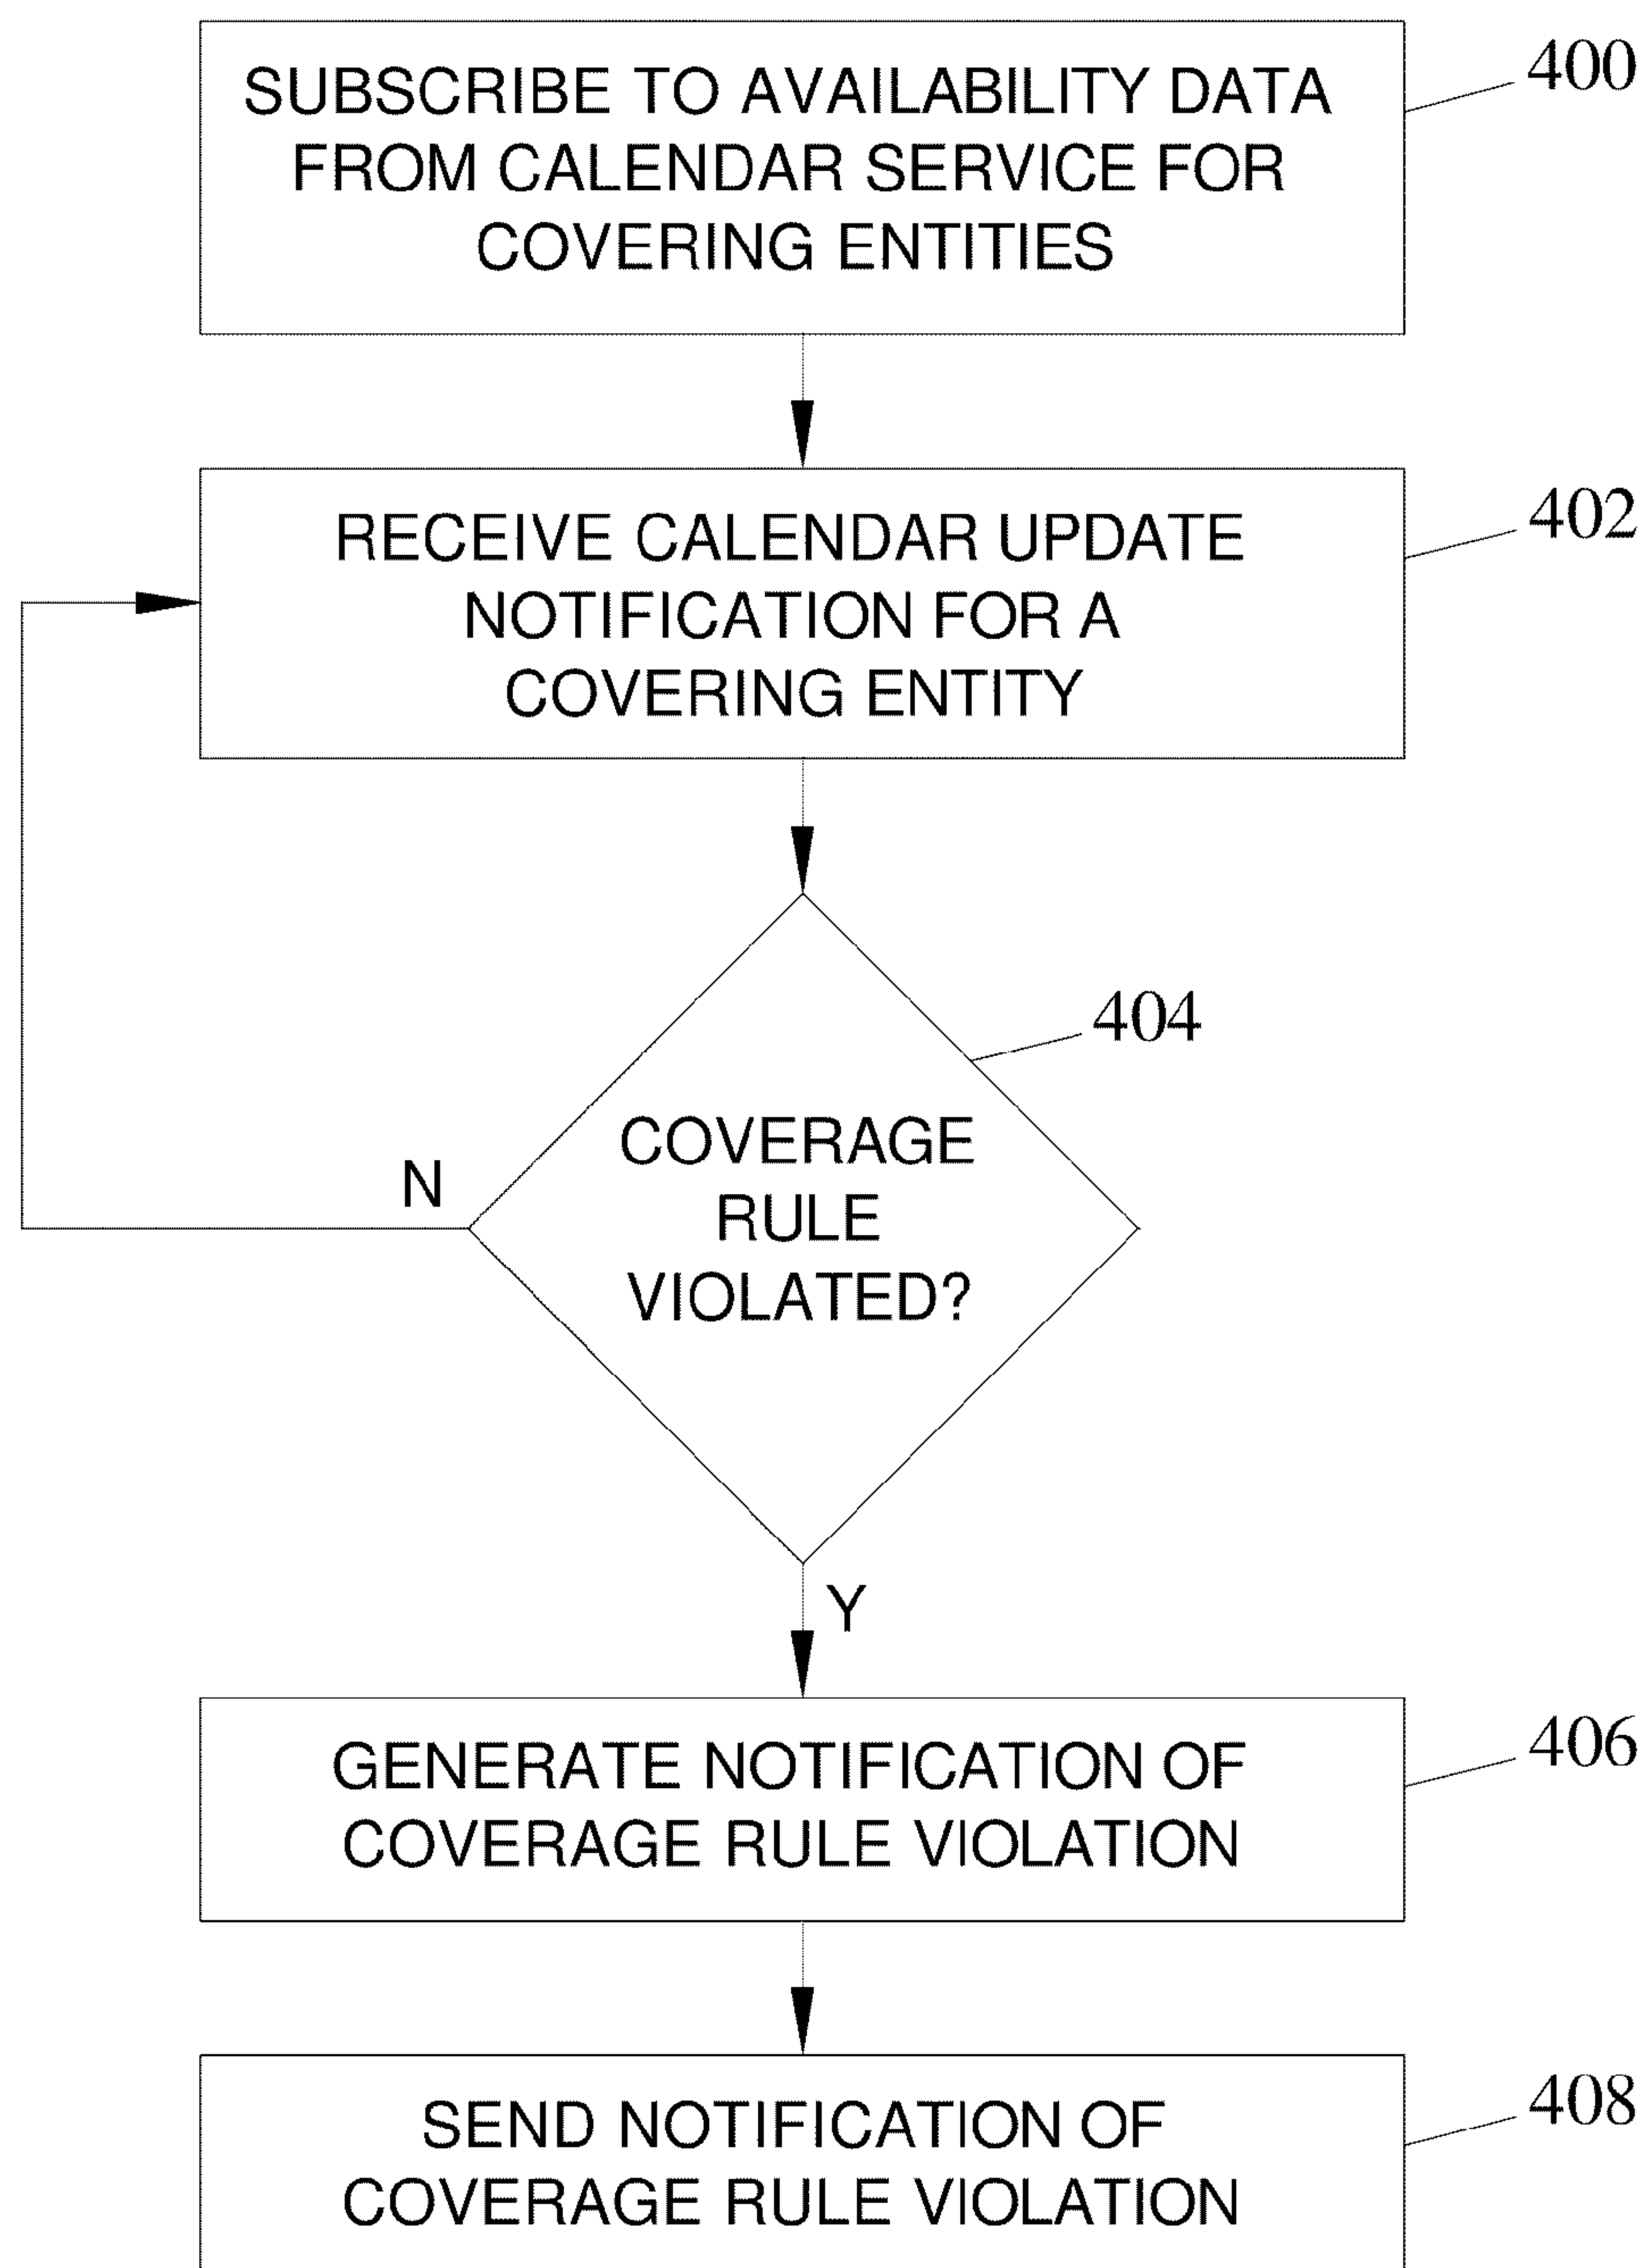 SUBSCRIBE TO AVAILABILITY DATA
FROM CALENDAR SERVICE FOR
COVERING ENTITIES
400
RECEIVE CALENDAR UPDATE
NOTIFICATION FOR A
COVERING ENTITY
402
404
COVERAGE
RULE
VIOLATED?
N
Y
GENERATE NOTIFICATION OF
COVERAGE RULE VIOLATION
406
SEND NOTIFICATION OF
COVERAGE RULE VIOLATION
408